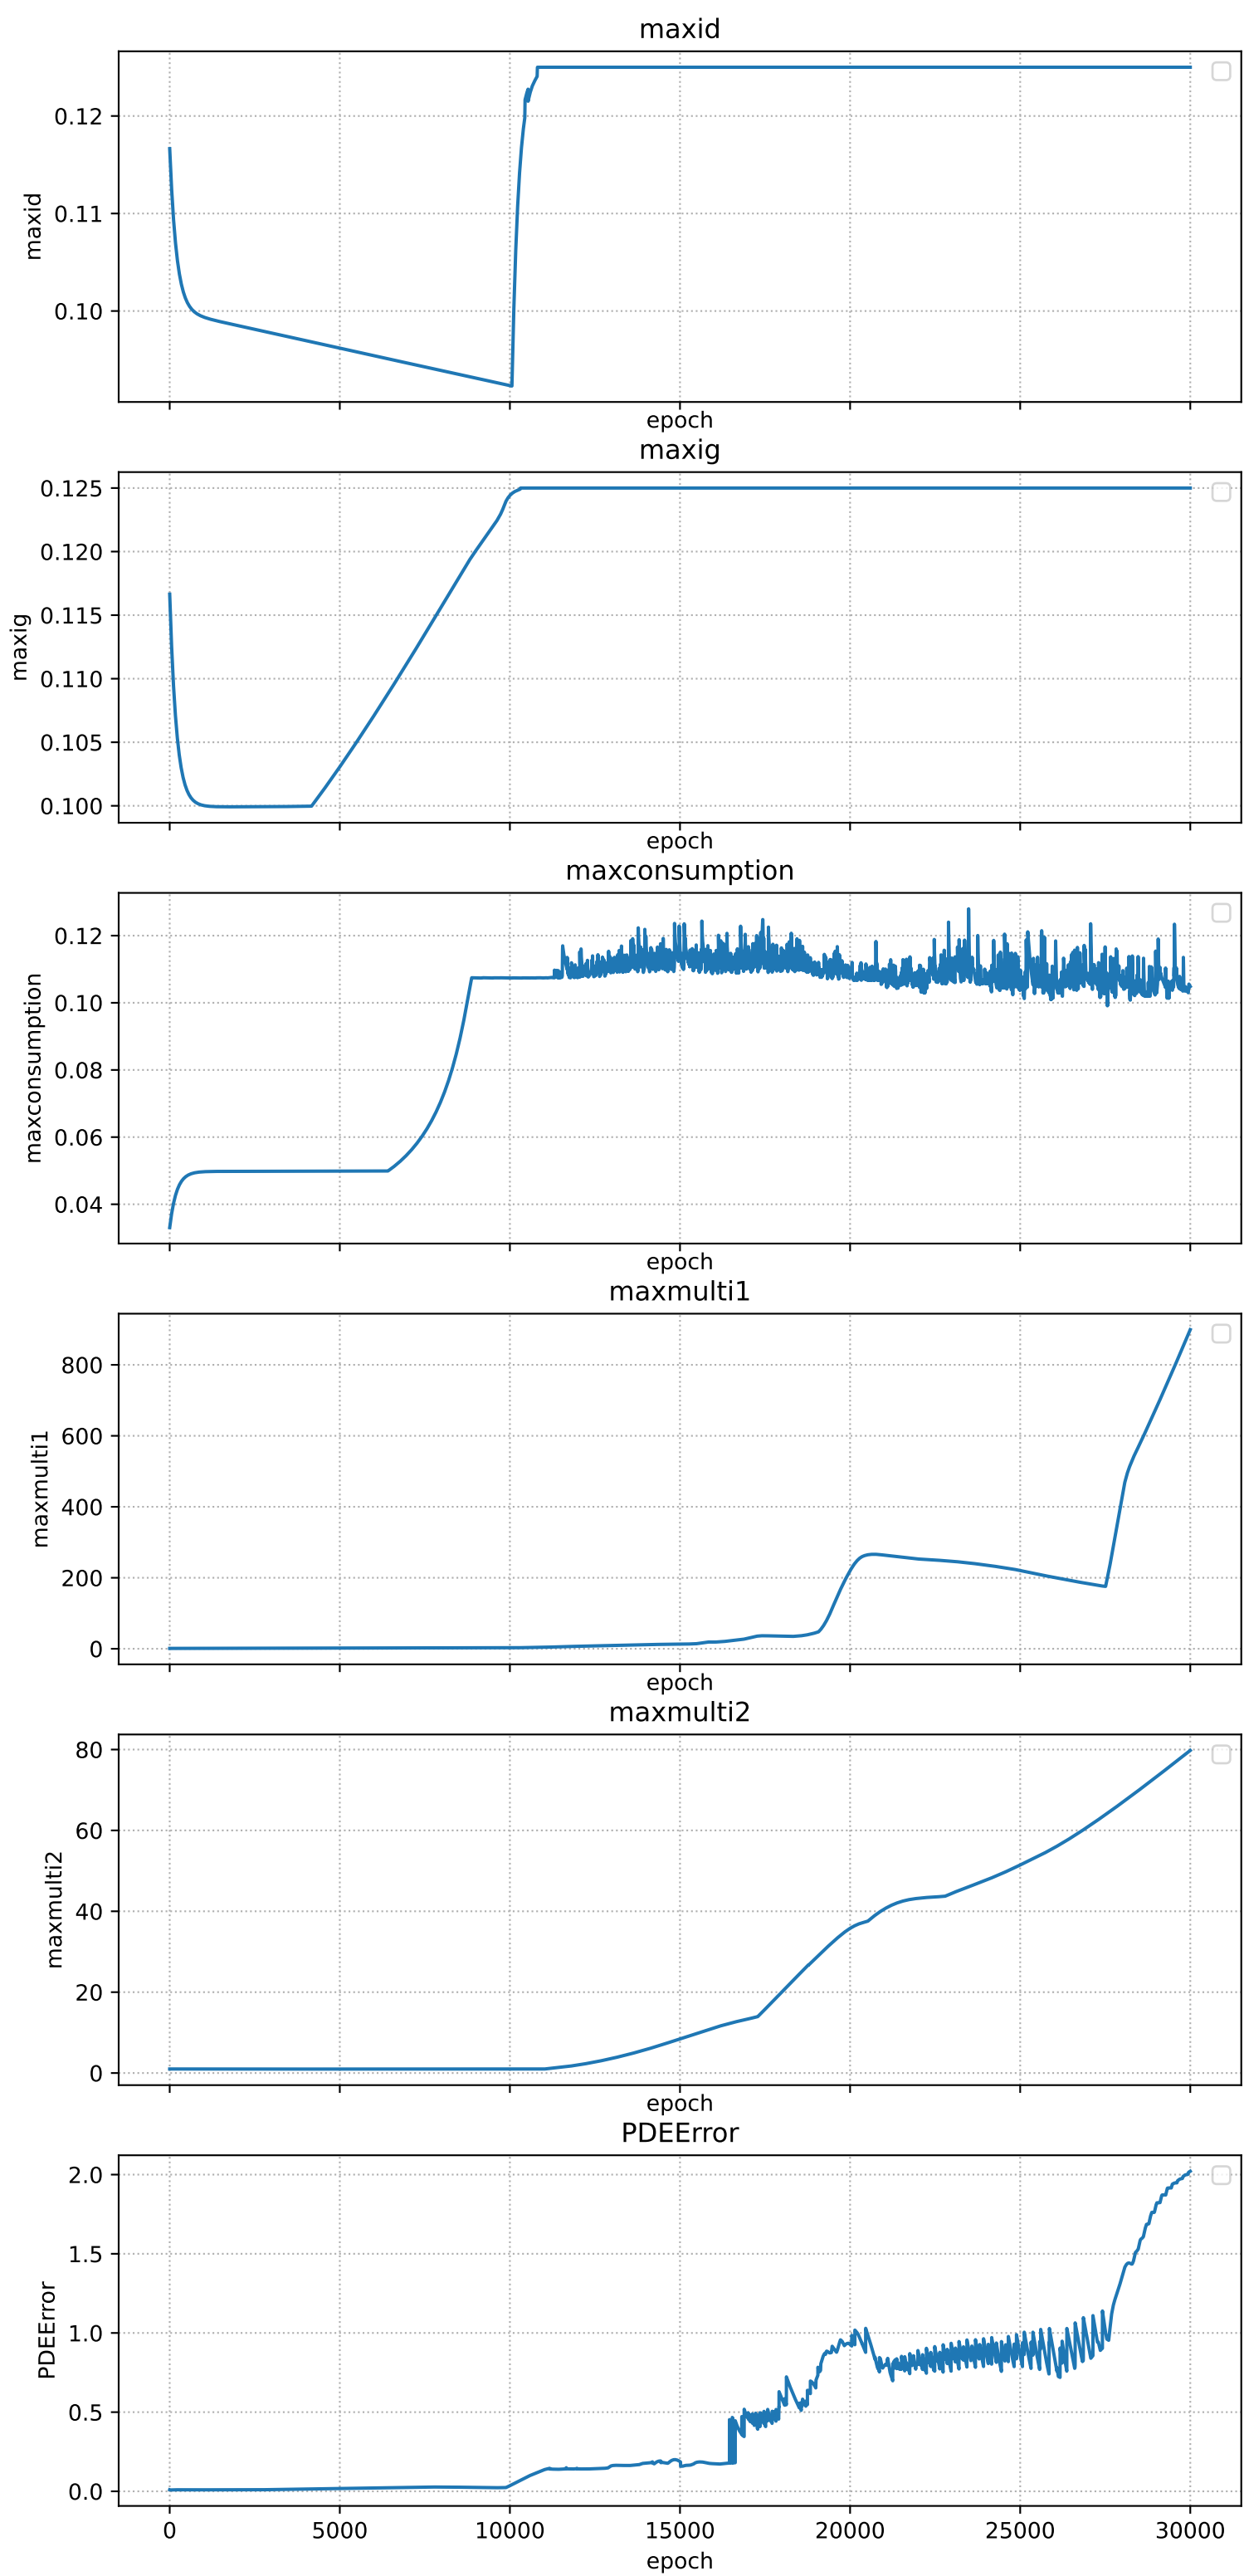 maxid
0.12
0.11
0.10
maxid
epoch
maxig
0.125
0.120
0.115
0.110
0.105
0.100
maxig
epoch
maxconsumption
0.12
0.10
0.08
0.06
0.04
maxconsumption
epoch
maxmulti1
800
600
400
200
0
maxmulti1
epoch
maxmulti2
80
60
40
20
0
maxmulti2
epoch
PDEError
2.0
1.5
1.0
0.5
0.0
PDEError
0 5000 10000 15000 20000 25000 30000
epoch